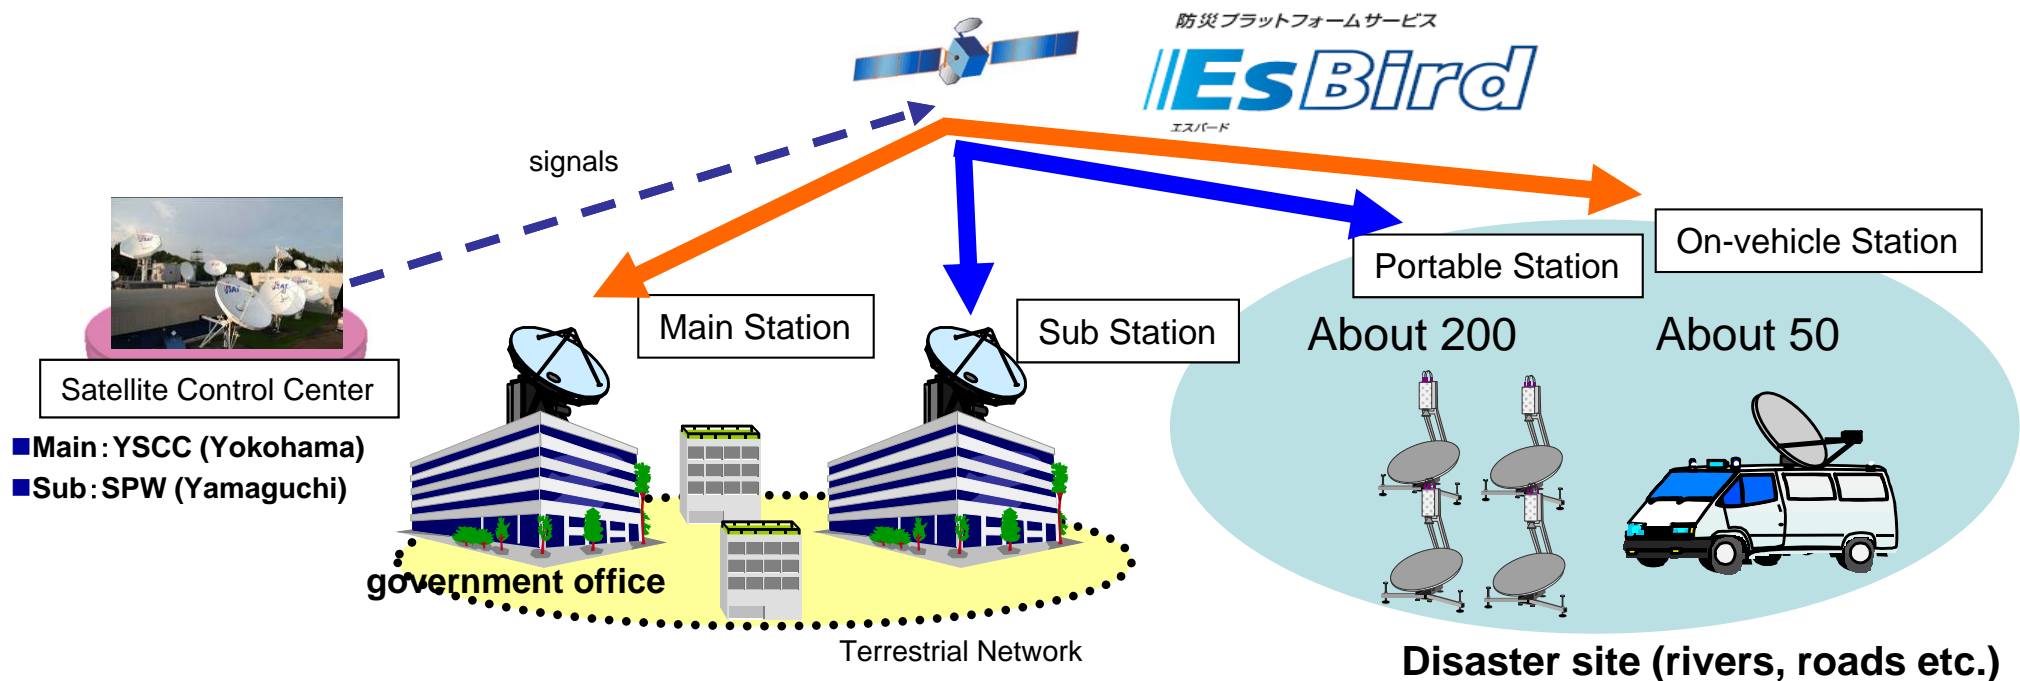 防災プラットフォームサービス
EsBird
エスバード
signals
On-vehicle Station
Portable Station
Main Station
Sub Station
About 200
About 50
Satellite Control Center
■Main：YSCC (Yokohama)
■Sub：SPW (Yamaguchi)
government office
Terrestrial Network
Disaster site (rivers, roads etc.)